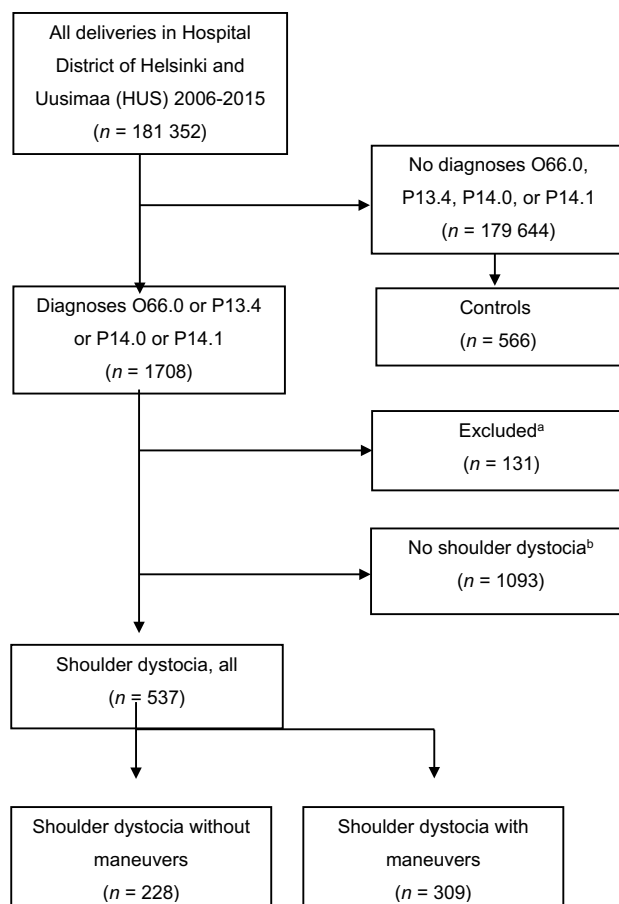 All deliveries in Hospital
District of Helsinki and
Uusimaa (HUS) 2006-2015
(n = 181 352)
No diagnoses O66.0,
P13.4, P14.0, or P14.1
(n = 179 644)
Diagnoses O66.0 or P13.4
or P14.0 or P14.1
(n = 1708)
Controls
(n = 566)
Excludedᵃ
(n = 131)
No shoulder dystociaᵇ
(n = 1093)
Shoulder dystocia, all
(n = 537)
Shoulder dystocia without
maneuvers
(n = 228)
Shoulder dystocia with
maneuvers
(n = 309)